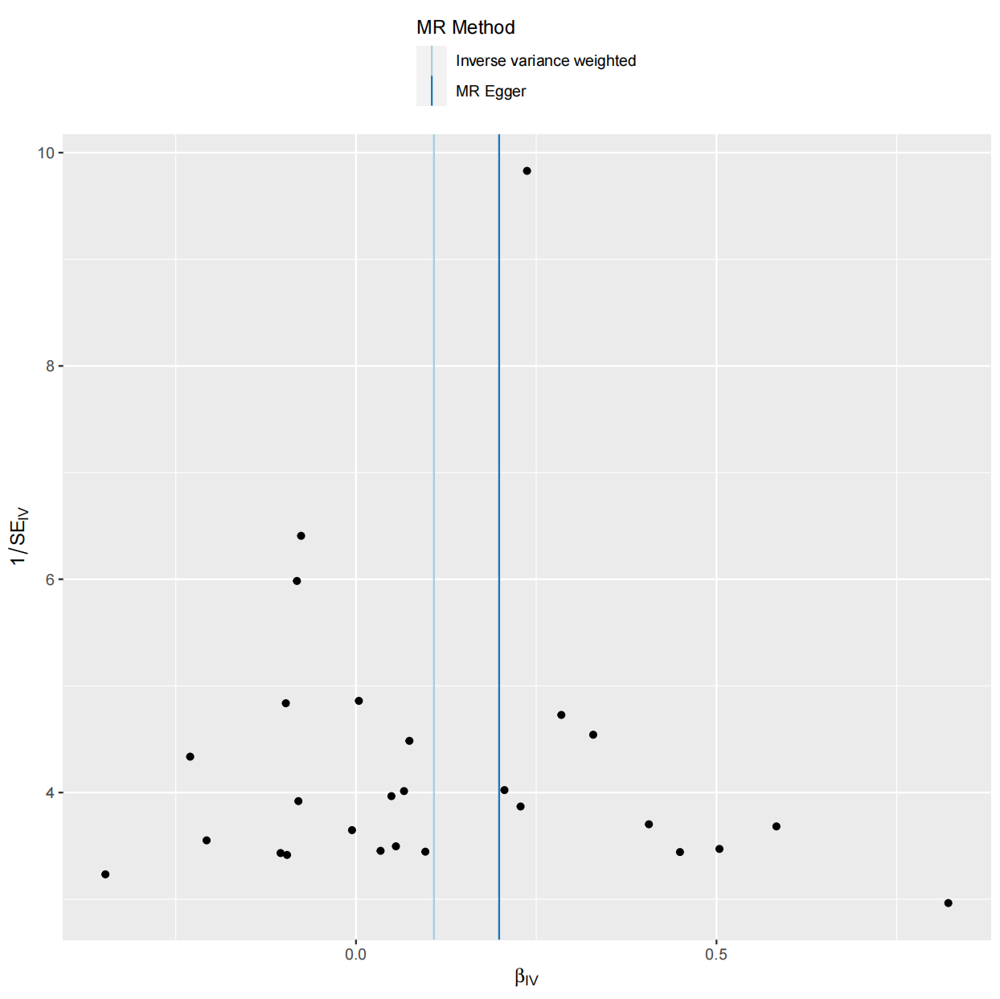 MR Method
Inverse variance weighted
MR Egger
10
8
6
4
1/SEIV
0.0
0.5
βIV